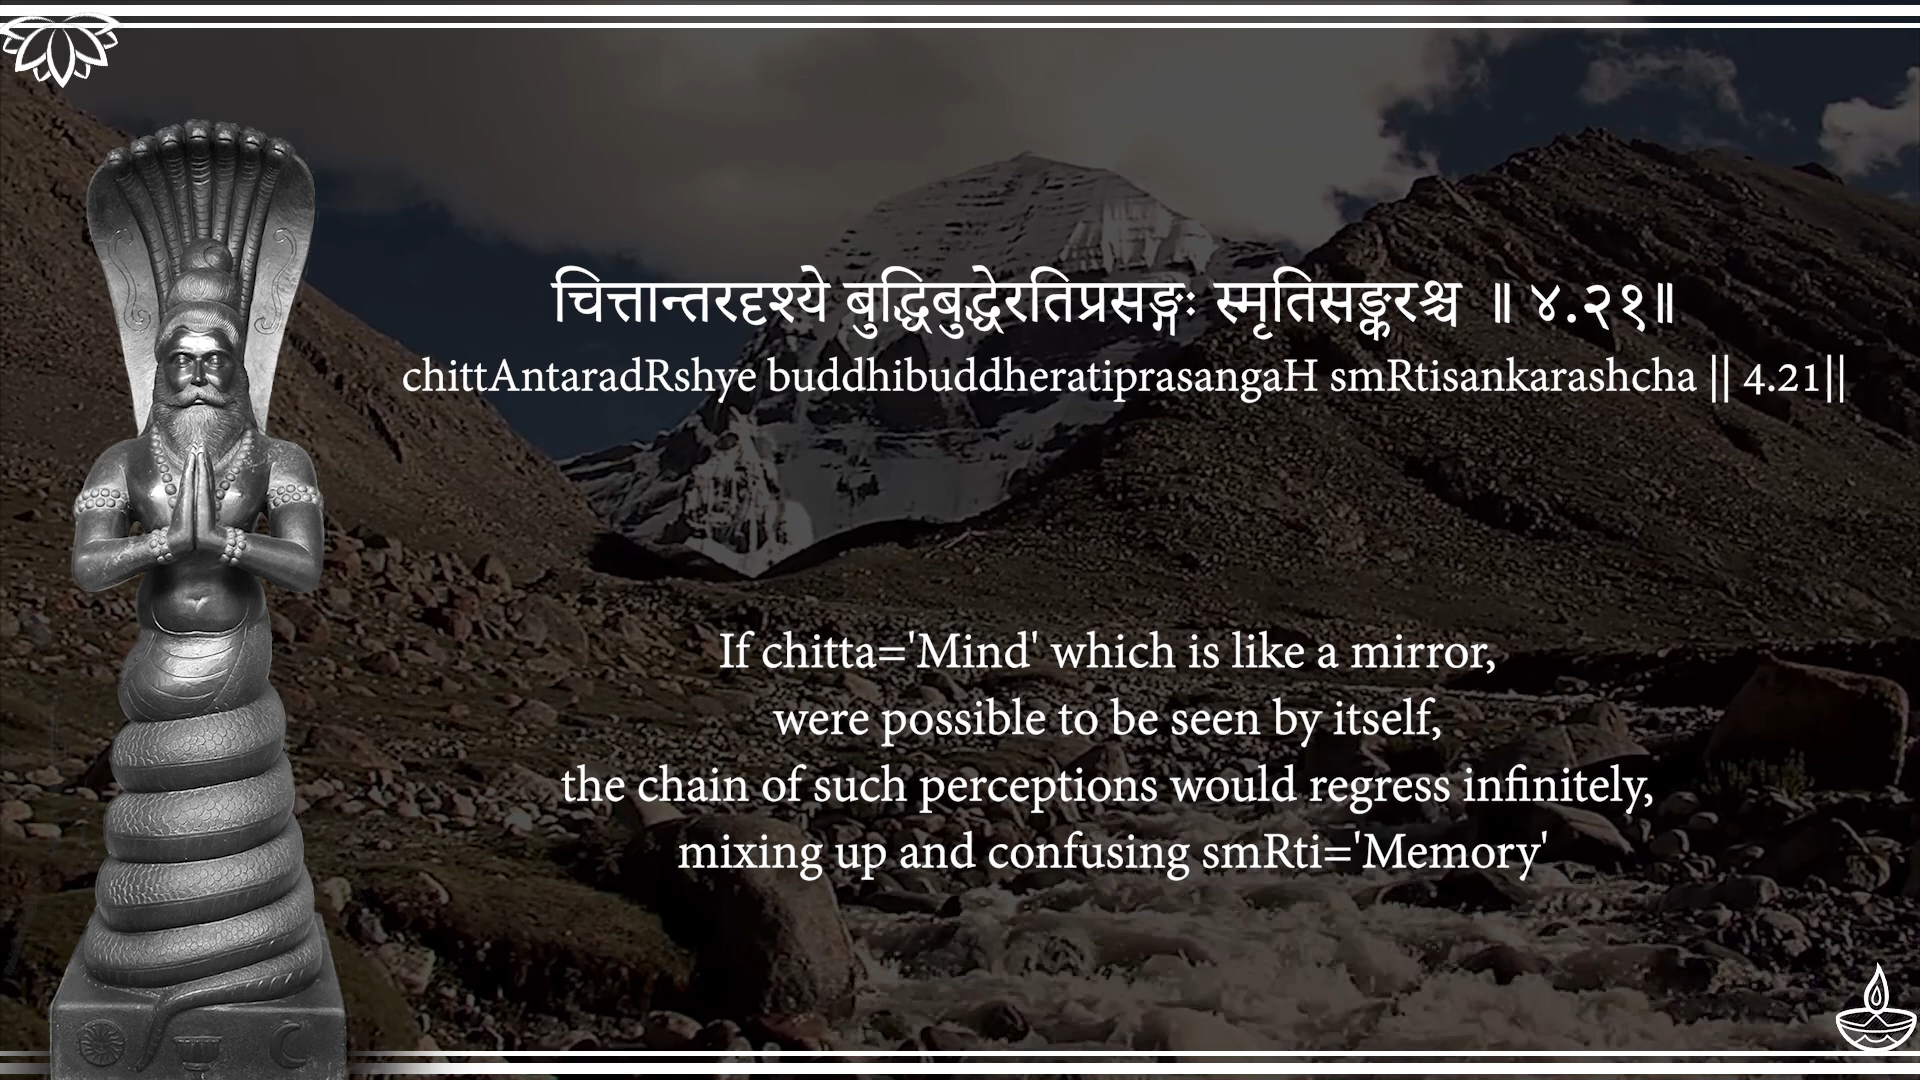 चित्तान्तरदृश्ये बुद्धिबुद्धेरतिप्रसङ्गः स्मृतिसङ्करश्च ॥ ४.२१॥
chittAntaradRshye buddhibuddheratiprasangaH smRtisankarashcha || 4.21||
If chitta='Mind' which is like a mirror,
were possible to be seen by itself,
the chain of such perceptions would regress infinitely,
mixing up and confusing smRti='Memory'